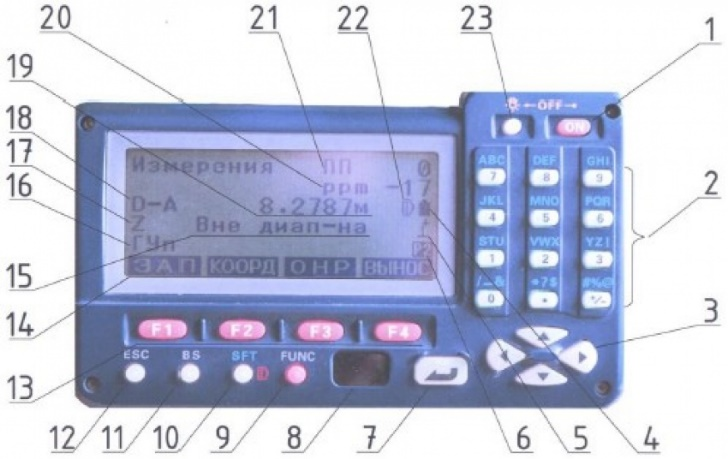 20 21 22 23
19 1
18
17
16
15
14
13
12 11 10 9 8 7 6 5 4
2
3
Измерения ПП 0
ppm -17
D-A 8.2787м
Z Вне диап-на
ГЧп
ЗАП КООРД ОНР ВЫНОС
F1 F2 F3 F4
ESC BS SFT FUNC
←OFF→
ON
ABC DEF GHI
7 8 9
JKL MNO PQR
4 5 6
STU VWX YZ!
1 2 3
/_& *?$ #%@
0 . +/-